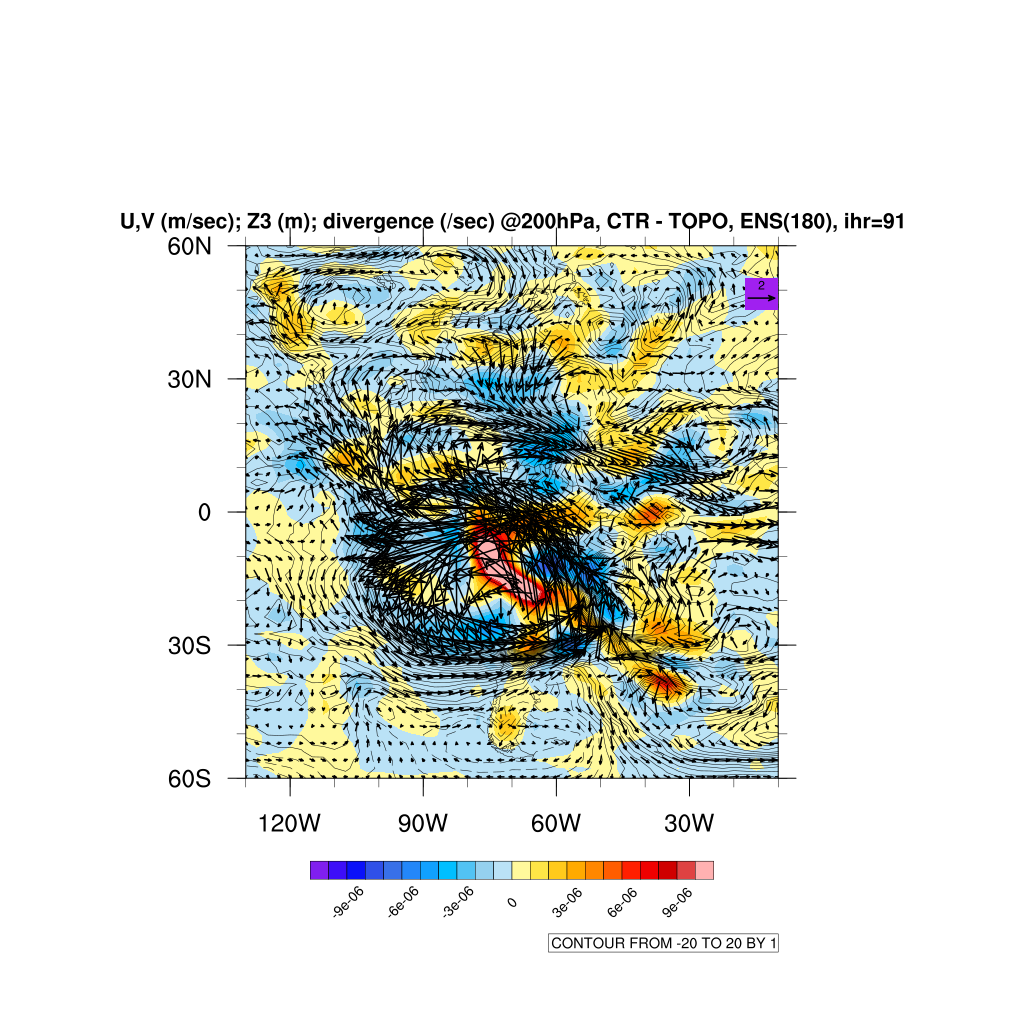 U,V (m/sec); Z3 (m); divergence (/sec) @200hPa, CTR - TOPO, ENS(180), ihr=91
60N
2
30N
0
30S
60S
120W 90W 60W 30W
-9e-06 -6e-06 -3e-06 0 3e-06 6e-06 9e-06
CONTOUR FROM -20 TO 20 BY 1